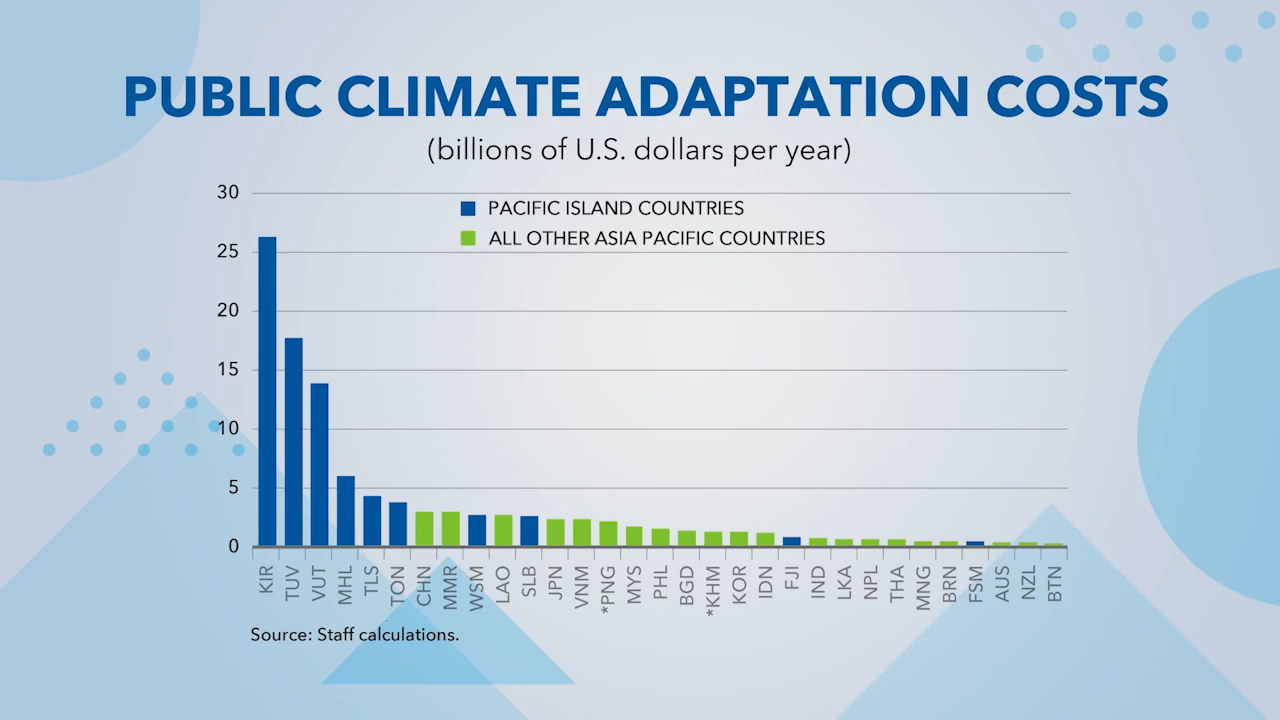 PUBLIC CLIMATE ADAPTATION COSTS
(billions of U.S. dollars per year)
30
25
20
15
10
5
0
PACIFIC ISLAND COUNTRIES
ALL OTHER ASIA PACIFIC COUNTRIES
KIR
TUV
VUT
MHL
TLS
TON
CHN
MMR
WSM
LAO
SLB
JPN
VNM
*PNG
MYS
PHL
BGD
*KHM
KOR
IDN
FJI
IND
LKA
NPL
THA
MNG
BRN
FSM
AUS
NZL
BTN
Source: Staff calculations.